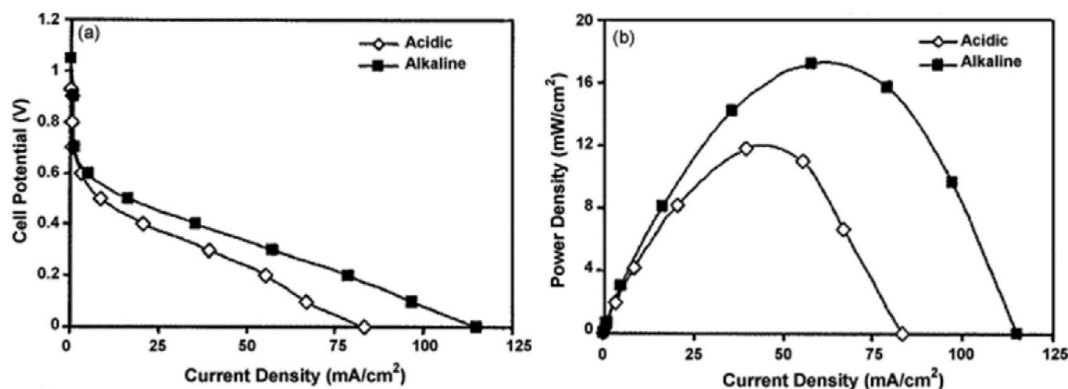 (a)
Acidic
Alkaline
1.2
1
0.8
0.6
0.4
0.2
0
Cell Potential (V)
0
25
50
75
100
125
Current Density (mA/cm²)
(b)
Acidic
Alkaline
20
16
12
8
4
0
Power Density (mW/cm²)
0
25
50
75
100
125
Current Density (mA/cm²)